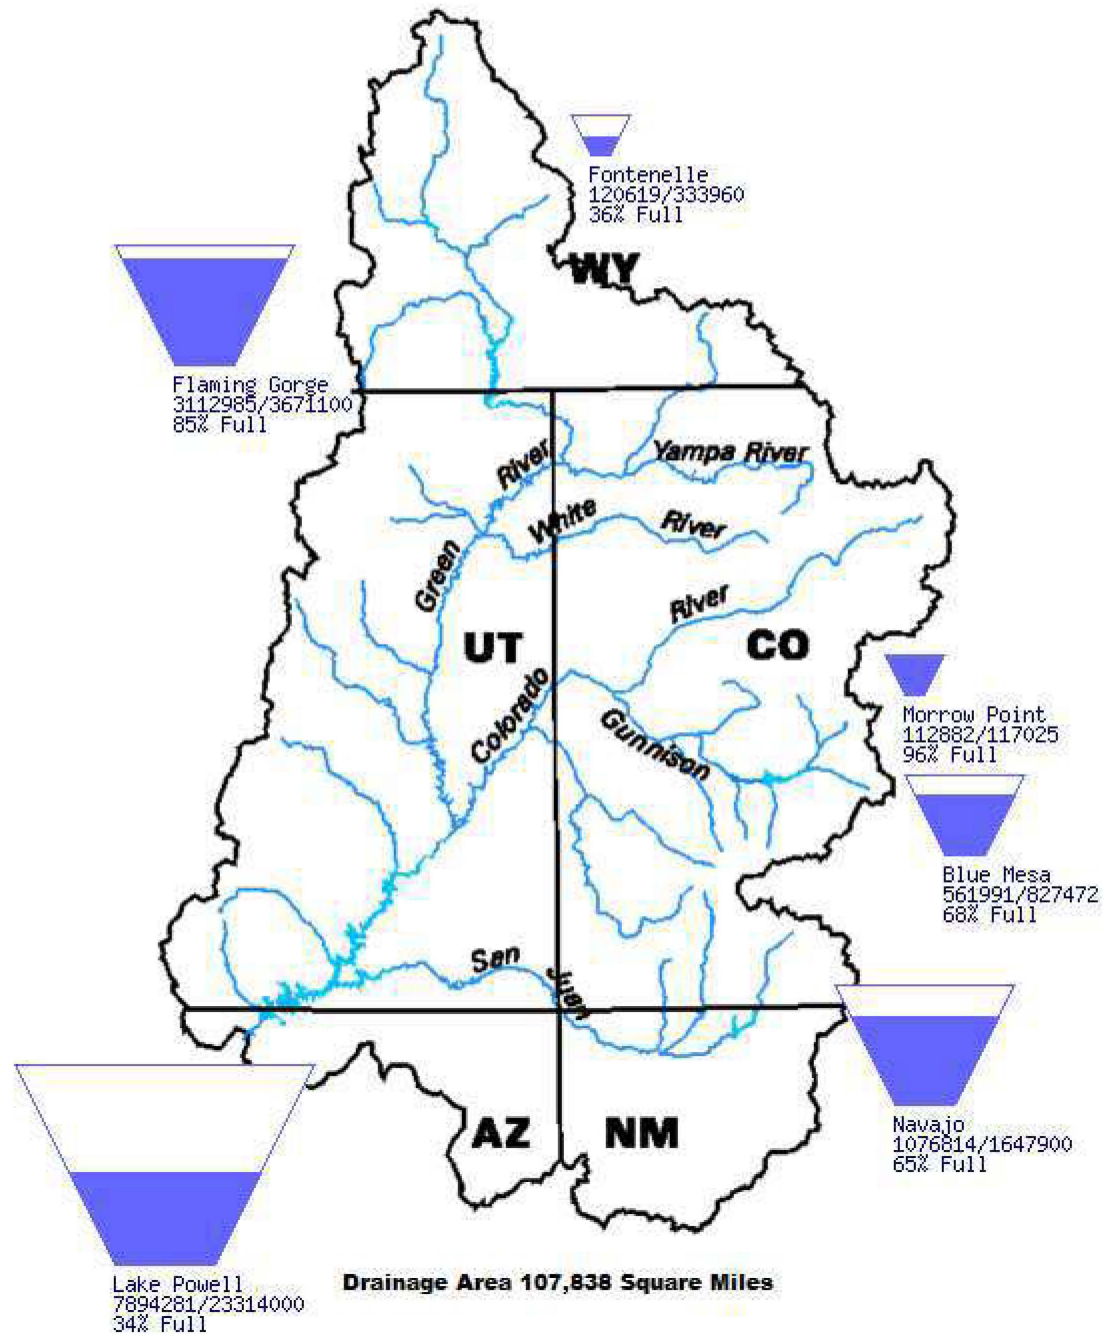 Fontenelle
120619/333960
36% Full
WY
Flaming Gorge
3112985/3671100
85% Full
Yampa River
River
White
River
Green
River
UT
CO
Colorado
Gunnison
Morrow Point
112882/117025
96% Full
Blue Mesa
561991/827472
68% Full
San
Juan
Navajo
1076814/1647900
65% Full
AZ
NM
Lake Powell
7894281/23314000
34% Full
Drainage Area 107,838 Square Miles